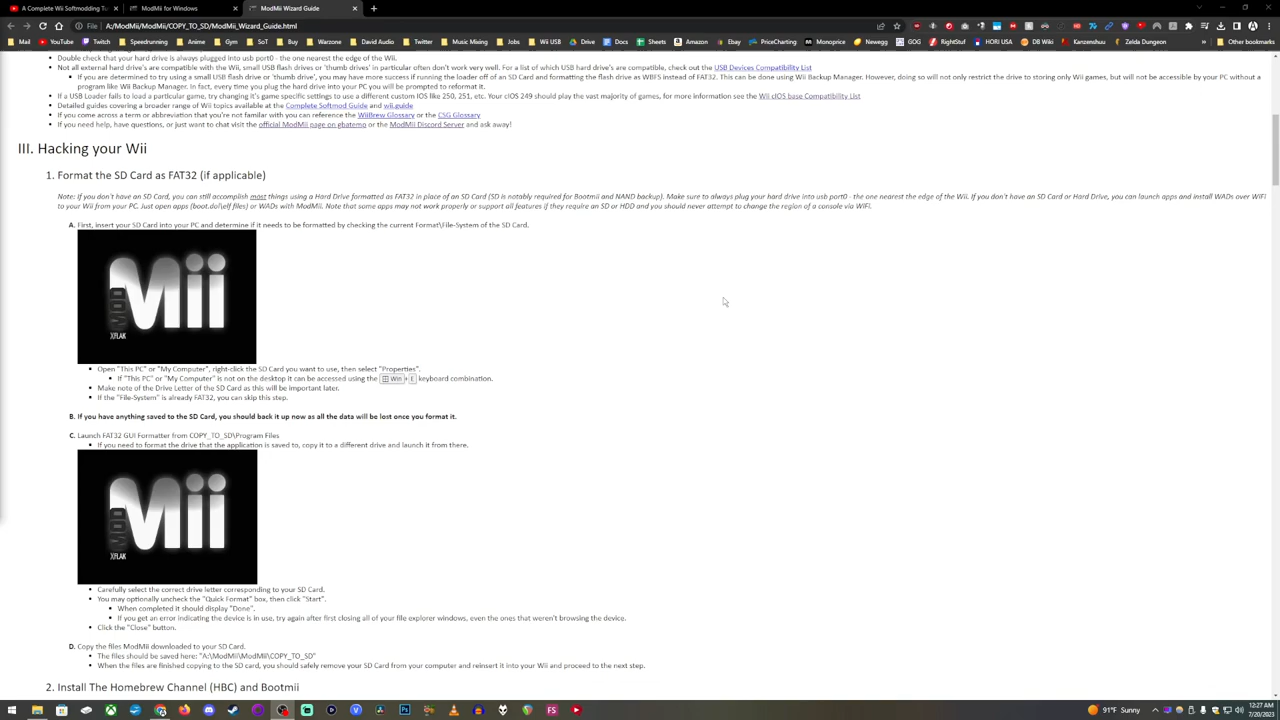 A Complete Wii Softmodding Tu
ModMii for Windows
ModMii Wizard Guide
File
A:/ModMii/ModMii/COPY_TO_SD/ModMii_Wizard_Guide.html
Mail
YouTube
Twitch
Speedrunning
Anime
Gym
SoT
Buy
Warzone
David Audio
Twitter
Music Mixing
Jobs
Wii USB
Drive
Docs
Sheets
Amazon
Ebay
PriceCharting
Monoprice
Newegg
GOG
RightStuf
HORI USA
DB Wiki
Kanzenshuu
Zelda Dungeon
Other bookmarks
Double check that your hard drive is always plugged into usb port0 - the one nearest the edge of the Wii.
Not all external hard drive's are compatible with the Wii, small USB flash drives or 'thumb drives' in particular often don't work very well. For a list of which USB hard drive's are compatible, check out the USB Devices Compatibility List
If you are determined to try using a small USB flash drive or 'thumb drive', you may have more success if running the loader off of an SD Card and formatting the flash drive as WBFS instead of FAT32. This can be done using Wii Backup Manager. However, doing so will not only restrict the drive to storing only Wii games, but will not be accessible by your PC without a
program like Wii Backup Manager. In fact, every time you plug the hard drive into your PC you will be prompted to reformat it.
If a USB Loader fails to load a particular game, try changing it's game specific settings to use a different custom IOS like 250, 251, etc. Your cIOS 249 should play the vast majority of games, for more information see the Wii cIOS base Compatibility List
Detailed guides covering a broader range of Wii topics available at the Complete Softmod Guide and wii.guide
If you come across a term or abbreviation that you're not familiar with you can reference the WiiBrew Glossary or the CSG Glossary
If you need help, have questions, or just want to chat visit the official ModMii page on gbatemp or the ModMii Discord Server and ask away!
III. Hacking your Wii
1. Format the SD Card as FAT32 (if applicable)
Note: If you don't have an SD Card, you can still accomplish most things using a Hard Drive formatted as FAT32 in place of an SD Card (SD is notably required for Bootmii and NAND backup). Make sure to always plug your hard drive into usb port0 - the one nearest the edge of the Wii. If you don't have an SD Card or Hard Drive, you can launch apps and install WADs over WiFi
to your Wii from your PC. Just open apps (boot.dol\elf files) or WADs with ModMii. Note that some apps may not work properly or support all features if they require an SD or HDD and you should never attempt to change the region of a console via WIFI.
A. First, insert your SD Card into your PC and determine if it needs to be formatted by checking the current Format\File-System of the SD Card.
Mii
MOD
XFLAK
Open "This PC" or "My Computer", right-click the SD Card you want to use, then select "Properties".
If "This PC" or "My Computer" is not on the desktop it can be accessed using the Win+E keyboard combination.
Make note of the Drive Letter of the SD Card as this will be important later.
If the "File-System" is already FAT32, you can skip this step.
B. If you have anything saved to the SD Card, you should back it up now as all the data will be lost once you format it.
C. Launch FAT32 GUI Formatter from COPY_TO_SD\Program Files
If you need to format the drive that the application is saved to, copy it to a different drive and launch it from there.
Mii
MOD
XFLAK
Carefully select the correct drive letter corresponding to your SD Card.
You may optionally uncheck the "Quick Format" box, then click "Start".
When completed it should display "Done".
If you get an error indicating the device is in use, try again after first closing all of your file explorer windows, even the ones that weren't browsing the device.
Click the "Close" button.
D. Copy the files ModMii downloaded to your SD Card.
The files should be saved here: "A:\ModMii\ModMii\COPY_TO_SD"
When the files are finished copying to the SD card, you should safely remove your SD Card from your computer and reinsert it into your Wii and proceed to the next step.
2. Install The Homebrew Channel (HBC) and Bootmii
91°F Sunny
12:27 AM
7/20/2023